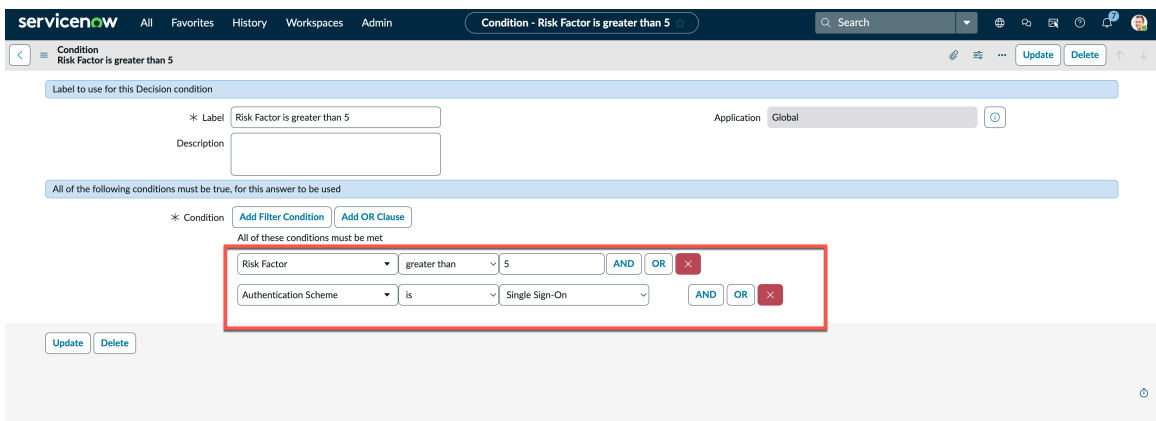 servicenow All Favorites History Workspaces Admin Condition - Risk Factor is greater than 5 Search 7
Condition
Risk Factor is greater than 5 Update Delete
Label to use for this Decision condition
Label Risk Factor is greater than 5 Application Global
Description
All of the following conditions must be true, for this answer to be used
Condition Add Filter Condition Add OR Clause
All of these conditions must be met
Risk Factor greater than 5 AND OR
Authentication Scheme is Single Sign-On AND OR
Update Delete